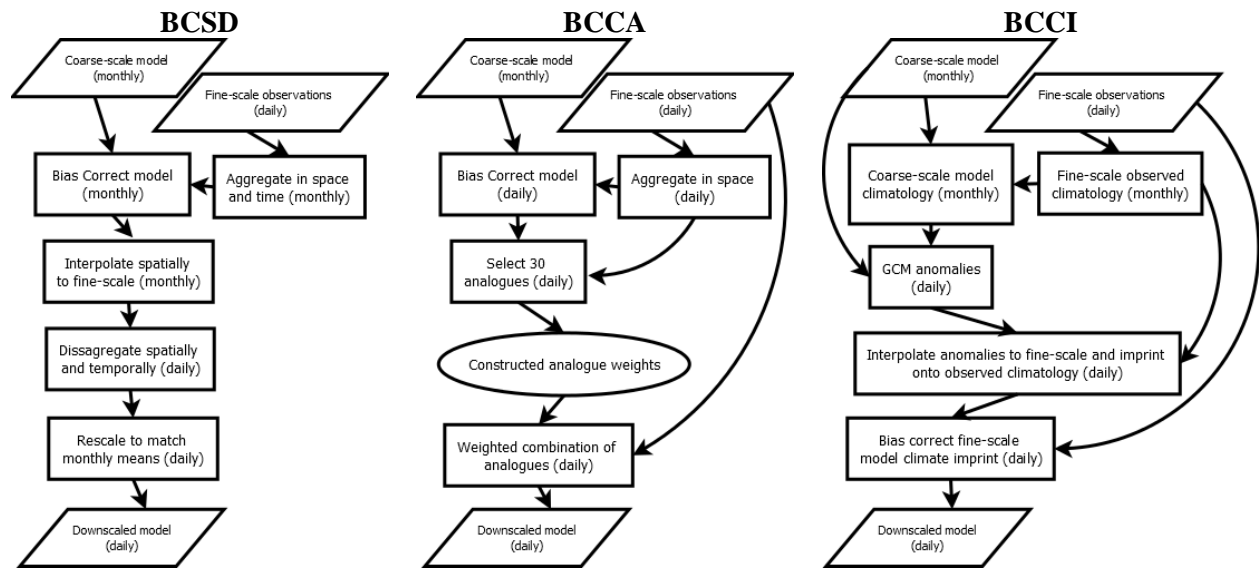 BCSD
Coarse-scale model
(monthly)
Fine-scale observations
(daily)
Bias Correct model
(monthly)
Aggregate in space
and time (monthly)
Interpolate spatially
to fine-scale (monthly)
Dissagregate spatially
and temporally (daily)
Rescale to match
monthly means (daily)
Downscaled model
(daily)
BCCA
Coarse-scale model
(monthly)
Fine-scale observations
(daily)
Bias Correct model
(daily)
Aggregate in space
(daily)
Select 30
analogues (daily)
Constructed analogue weights
Weighted combination of
analogues (daily)
Downscaled model
(daily)
BCCI
Coarse-scale model
(monthly)
Fine-scale observations
(daily)
Coarse-scale model
climatology (monthly)
Fine-scale observed
climatology (monthly)
GCM anomalies
(daily)
Interpolate anomalies to fine-scale and imprint
onto observed climatology (daily)
Bias correct fine-scale
model climate imprint (daily)
Downscaled model
(daily)